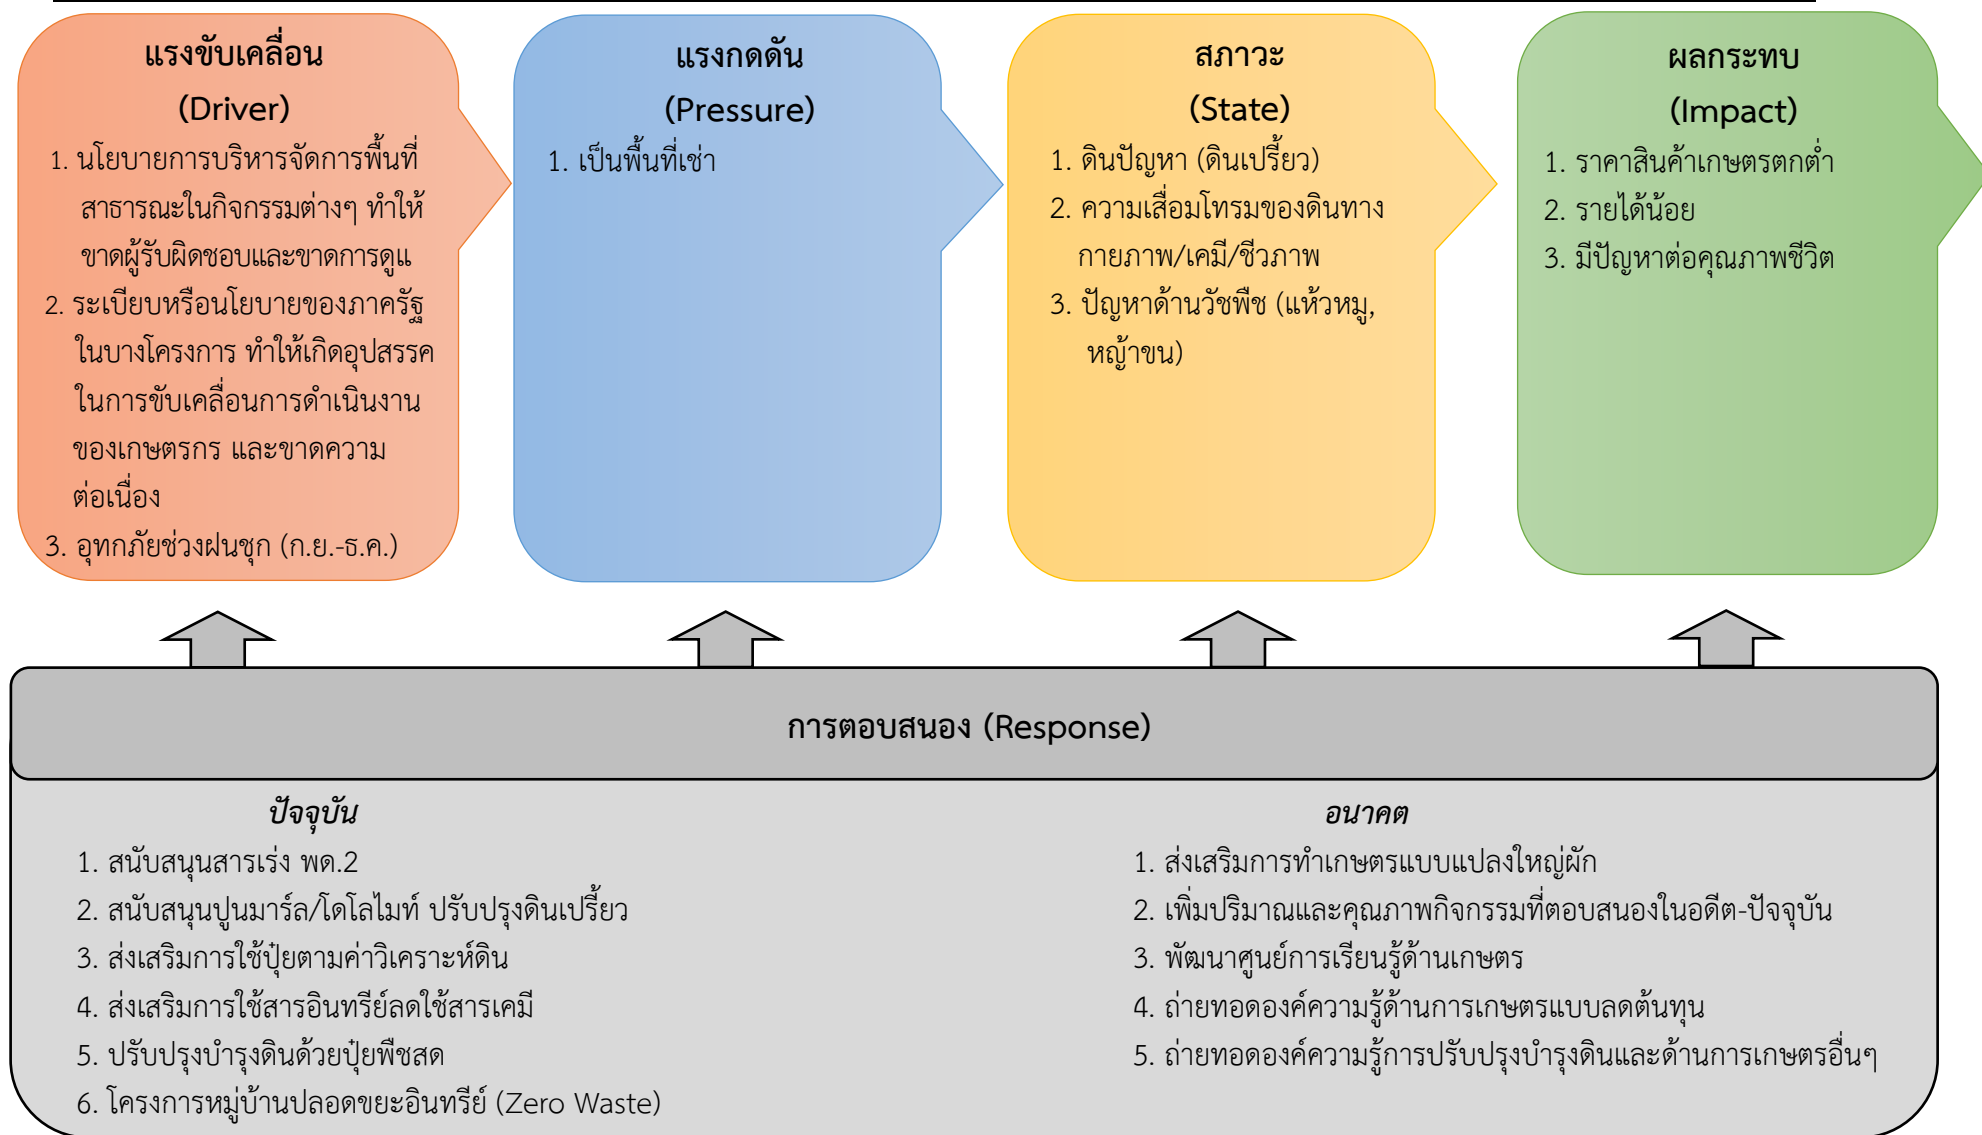 แรงขับเคลื่อน
(Driver)
1. นโยบายการบริหารจัดการพื้นที่
สาธารณะในกิจกรรมต่างๆ ทำให้
ขาดผู้รับผิดชอบและขาดการดูแ
2. ระเบียบหรือนโยบายของภาครัฐ
ในบางโครงการ ทำให้เกิดอุปสรรค
ในการขับเคลื่อนการดำเนินงาน
ของเกษตรกร และขาดความ
ต่อเนื่อง
3. อุทกภัยช่วงฝนชุก (ก.ย.-ธ.ค.)
แรงกดดัน
(Pressure)
1. เป็นพื้นที่เช่า
สภาวะ
(State)
1. ดินปัญหา (ดินเปรี้ยว)
2. ความเสื่อมโทรมของดินทาง
กายภาพ/เคมี/ชีวภาพ
3. ปัญหาด้านวัชพืช (แห้วหมู,
หญ้าขน)
ผลกระทบ
(Impact)
1. ราคาสินค้าเกษตรตกต่ำ
2. รายได้น้อย
3. มีปัญหาต่อคุณภาพชีวิต
การตอบสนอง (Response)
ปัจจุบัน
1. สนับสนุนสารเร่ง พด.2
2. สนับสนุนปูนมาร์ล/โดโลไมท์ ปรับปรุงดินเปรี้ยว
3. ส่งเสริมการใช้ปุ๋ยตามค่าวิเคราะห์ดิน
4. ส่งเสริมการใช้สารอินทรีย์ลดใช้สารเคมี
5. ปรับปรุงบำรุงดินด้วยปุ๋ยพืชสด
6. โครงการหมู่บ้านปลอดขยะอินทรีย์ (Zero Waste)
อนาคต
1. ส่งเสริมการทำเกษตรแบบแปลงใหญ่ผัก
2. เพิ่มปริมาณและคุณภาพกิจกรรมที่ตอบสนองในอดีต-ปัจจุบัน
3. พัฒนาศูนย์การเรียนรู้ด้านเกษตร
4. ถ่ายทอดองค์ความรู้ด้านการเกษตรแบบลดต้นทุน
5. ถ่ายทอดองค์ความรู้การปรับปรุงบำรุงดินและด้านการเกษตรอื่นๆ